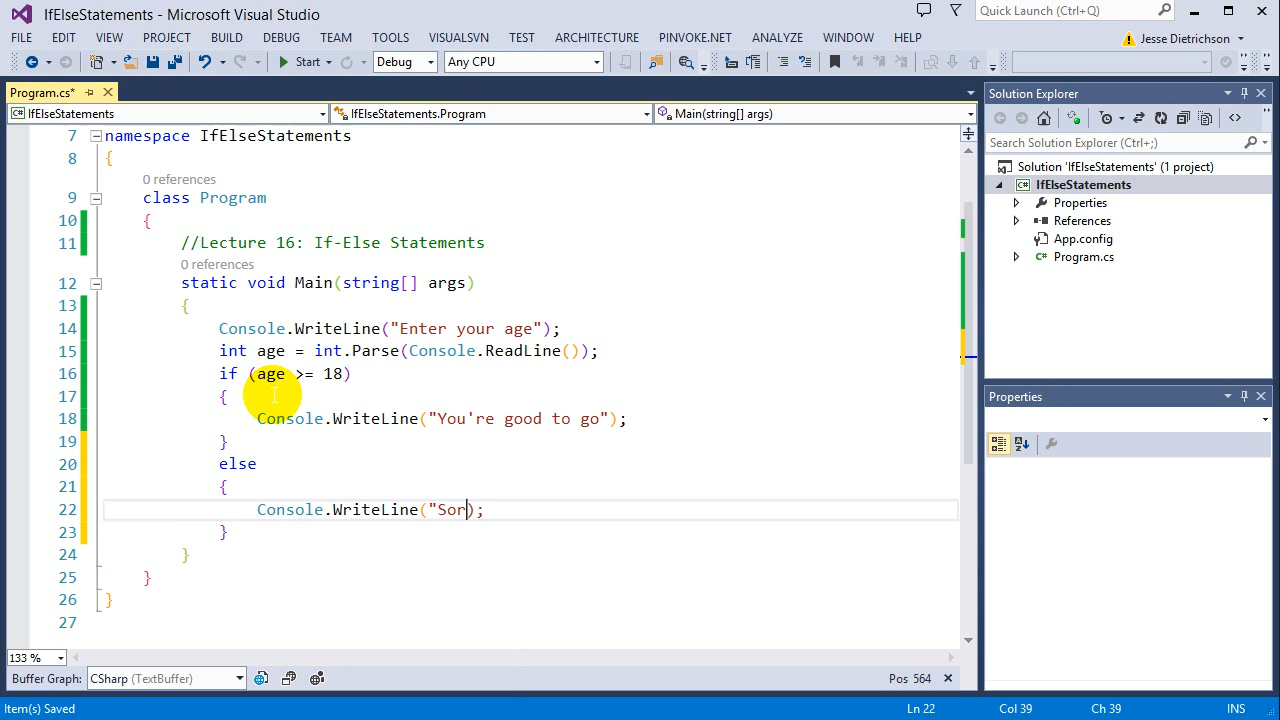 IfElseStatements - Microsoft Visual Studio
Quick Launch (Ctrl+Q)
FILE EDIT VIEW PROJECT BUILD DEBUG TEAM TOOLS VISUALSVN TEST ARCHITECTURE PINVOKE.NET ANALYZE WINDOW HELP
Jesse Dietrichson
Start Debug Any CPU
Program.cs*
IfElseStatements IfElseStatements.Program Main(string[] args)
7 namespace IfElseStatements
8 {
0 references
9 class Program
10 {
11 //Lecture 16: If-Else Statements
0 references
12 static void Main(string[] args)
13 {
14 Console.WriteLine("Enter your age");
15 int age = int.Parse(Console.ReadLine());
16 if (age >= 18)
17 {
18 Console.WriteLine("You're good to go");
19 }
20 else
21 {
22 Console.WriteLine("Sor);
23 }
24 }
25 }
26 }
27
133 %
Buffer Graph: CSharp (TextBuffer) Pos 564
Solution Explorer
Search Solution Explorer (Ctrl+;)
Solution 'IfElseStatements' (1 project)
C# IfElseStatements
Properties
References
App.config
C# Program.cs
Properties
Item(s) Saved Ln 22 Col 39 Ch 39 INS